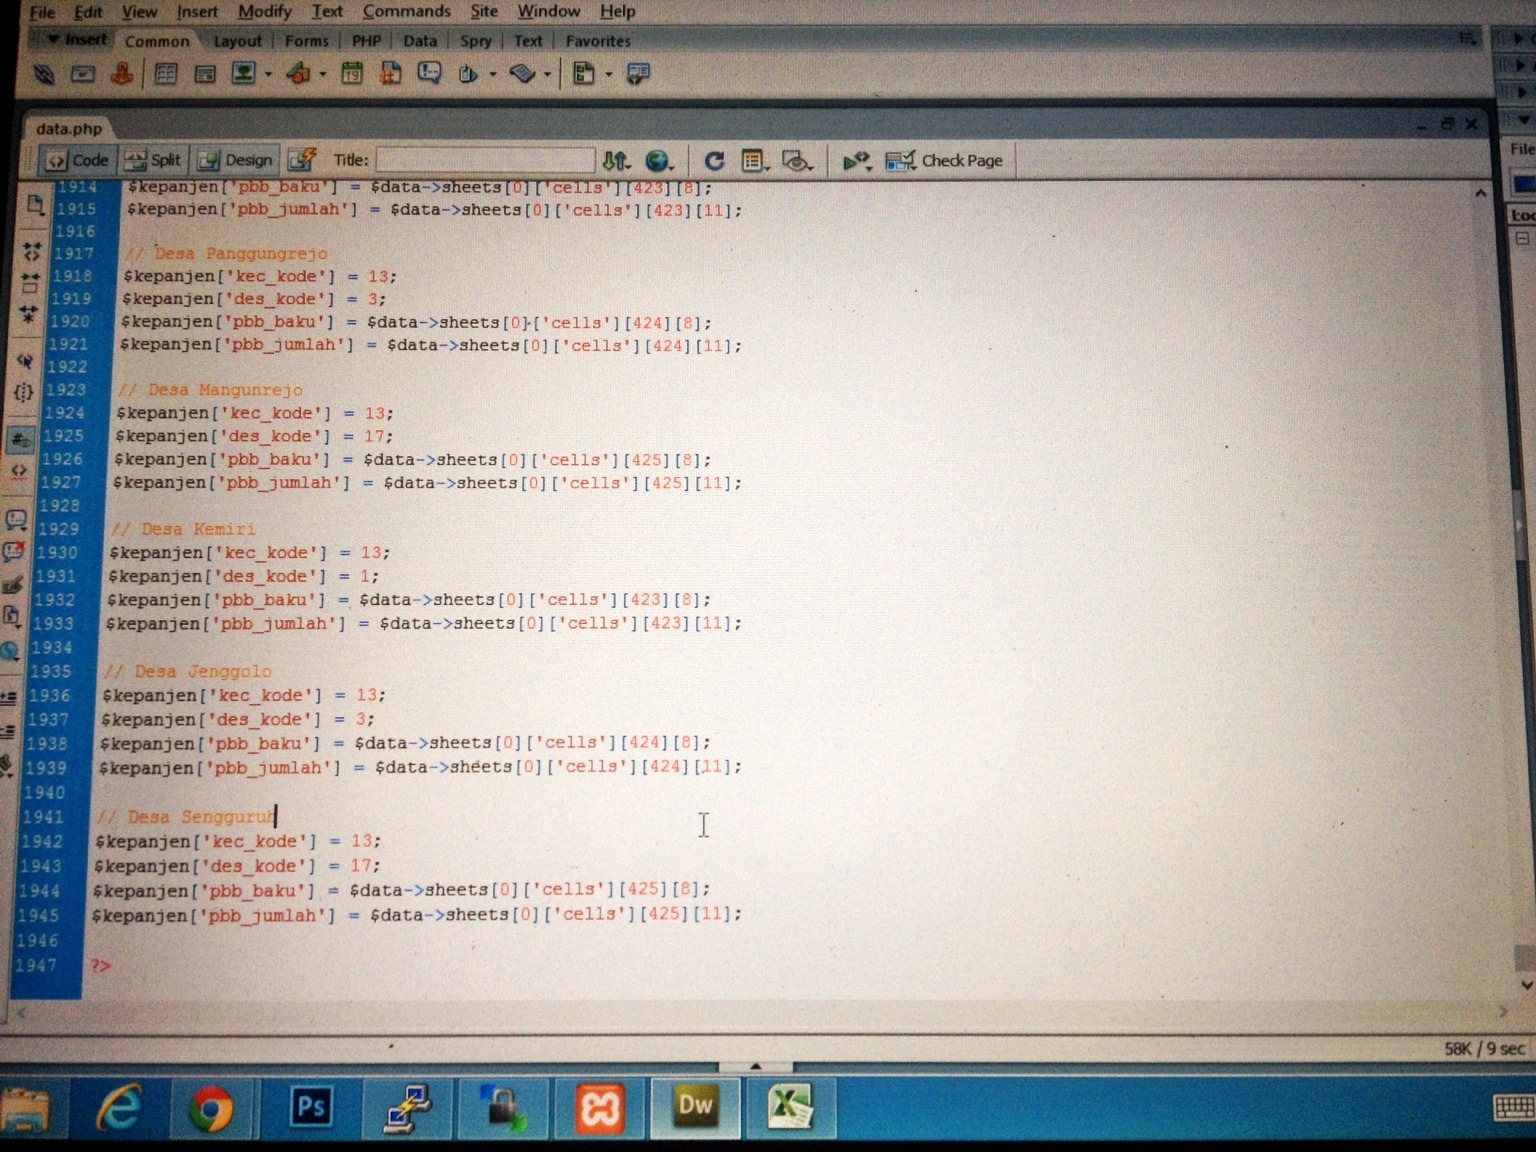 File Edit View Insert Modify Text Commands Site Window Help
Insert Common Layout Forms PHP Data Spry Text Favorites
data.php
Code Split Design Title: Check Page
File
1914 $kepanjen['pbb_baku'] = $data->sheets[0]['cells'][423][8];
1915 $kepanjen['pbb_jumlah'] = $data->sheets[0]['cells'][423][11];
1916
1917 // Desa Panggungrejo
1918 $kepanjen['kec_kode'] = 13;
1919 $kepanjen['des_kode'] = 3;
1920 $kepanjen['pbb_baku'] = $data->sheets[0]['cells'][424][8];
1921 $kepanjen['pbb_jumlah'] = $data->sheets[0]['cells'][424][11];
1922
1923 // Desa Mangunrejo
1924 $kepanjen['kec_kode'] = 13;
1925 $kepanjen['des_kode'] = 17;
1926 $kepanjen['pbb_baku'] = $data->sheets[0]['cells'][425][8];
1927 $kepanjen['pbb_jumlah'] = $data->sheets[0]['cells'][425][11];
1928
1929 // Desa Kemiri
1930 $kepanjen['kec_kode'] = 13;
1931 $kepanjen['des_kode'] = 1;
1932 $kepanjen['pbb_baku'] = $data->sheets[0]['cells'][423][8];
1933 $kepanjen['pbb_jumlah'] = $data->sheets[0]['cells'][423][11];
1934
1935 // Desa Jenggolo
1936 $kepanjen['kec_kode'] = 13;
1937 $kepanjen['des_kode'] = 3;
1938 $kepanjen['pbb_baku'] = $data->sheets[0]['cells'][424][8];
1939 $kepanjen['pbb_jumlah'] = $data->sheets[0]['cells'][424][11];
1940
1941 // Desa Sengguruh
1942 $kepanjen['kec_kode'] = 13;
1943 $kepanjen['des_kode'] = 17;
1944 $kepanjen['pbb_baku'] = $data->sheets[0]['cells'][425][8];
1945 $kepanjen['pbb_jumlah'] = $data->sheets[0]['cells'][425][11];
1946
1947 ?>
58K / 9 sec
Ps Dw